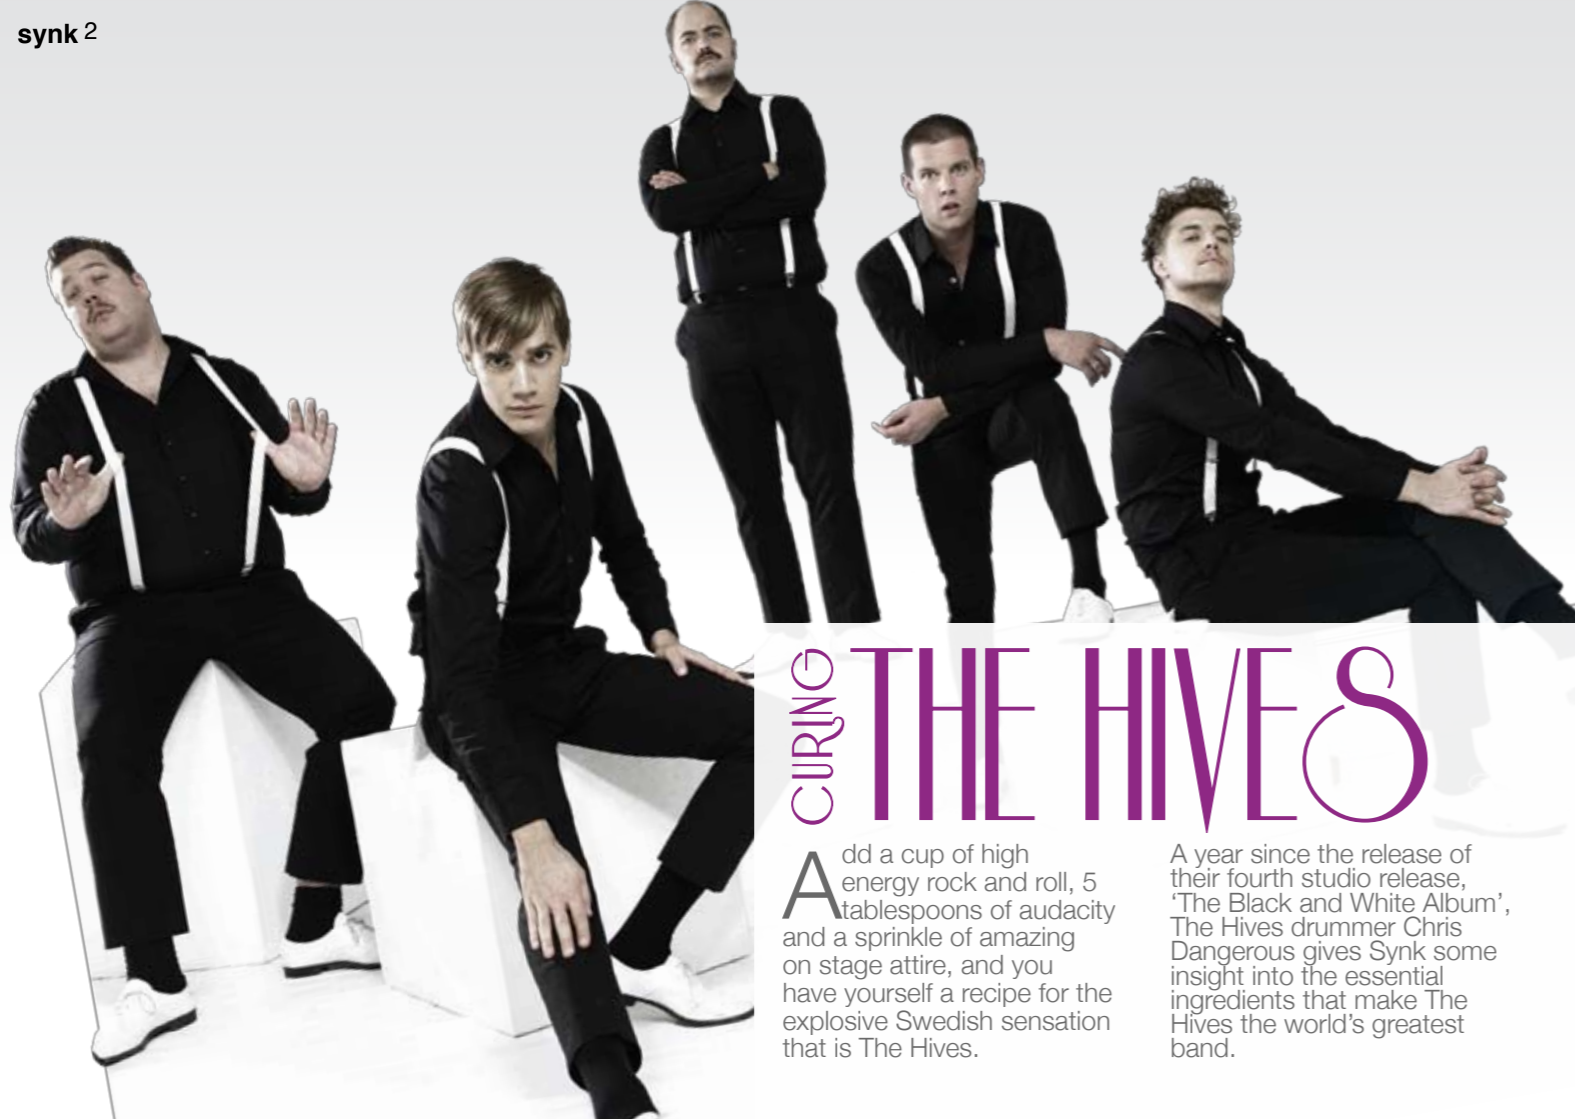 synk 2
CURING
THE HIVES
Add a cup of high
energy rock and roll, 5
tablespoons of audacity
and a sprinkle of amazing
on stage attire, and you
have yourself a recipe for the
explosive Swedish sensation
that is The Hives.
A year since the release of
their fourth studio release,
‘The Black and White Album’,
The Hives drummer Chris
Dangerous gives Synk some
insight into the essential
ingredients that make The
Hives the world’s greatest
band.